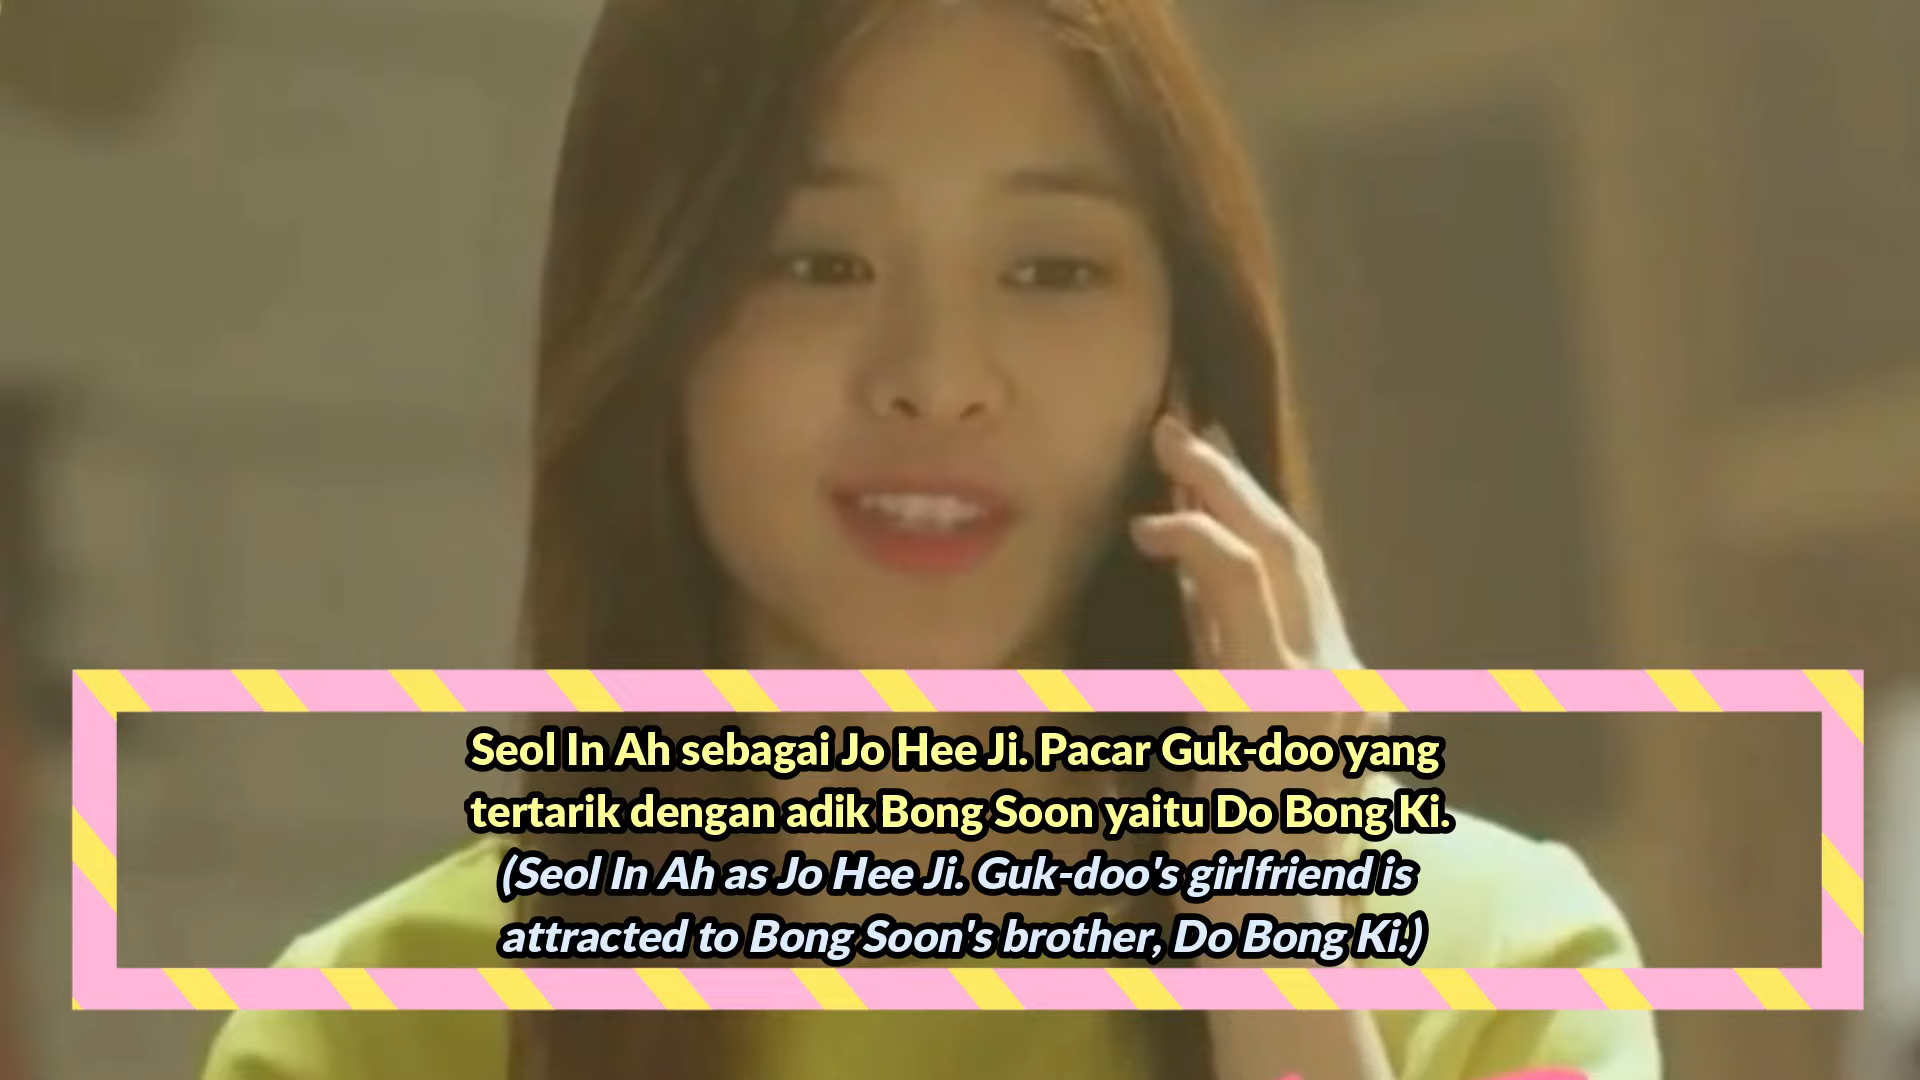 Seol In Ah sebagai Jo Hee Ji. Pacar Guk-doo yang
tertarik dengan adik Bong Soon yaitu Do Bong Ki.
(Seol In Ah as Jo Hee Ji. Guk-doo's girlfriend is
attracted to Bong Soon's brother, Do Bong Ki.)